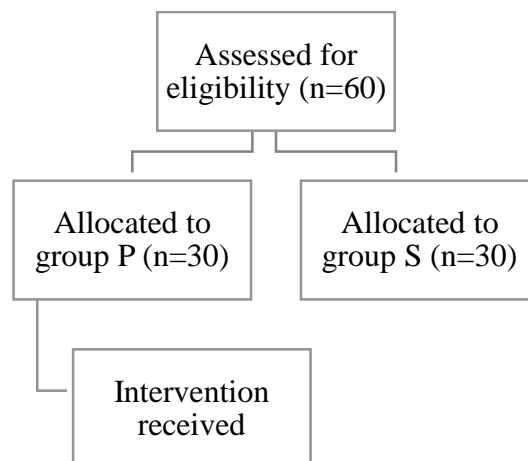 Assessed for
eligibility (n=60)
Allocated to
group P (n=30)
Allocated to
group S (n=30)
Intervention
received